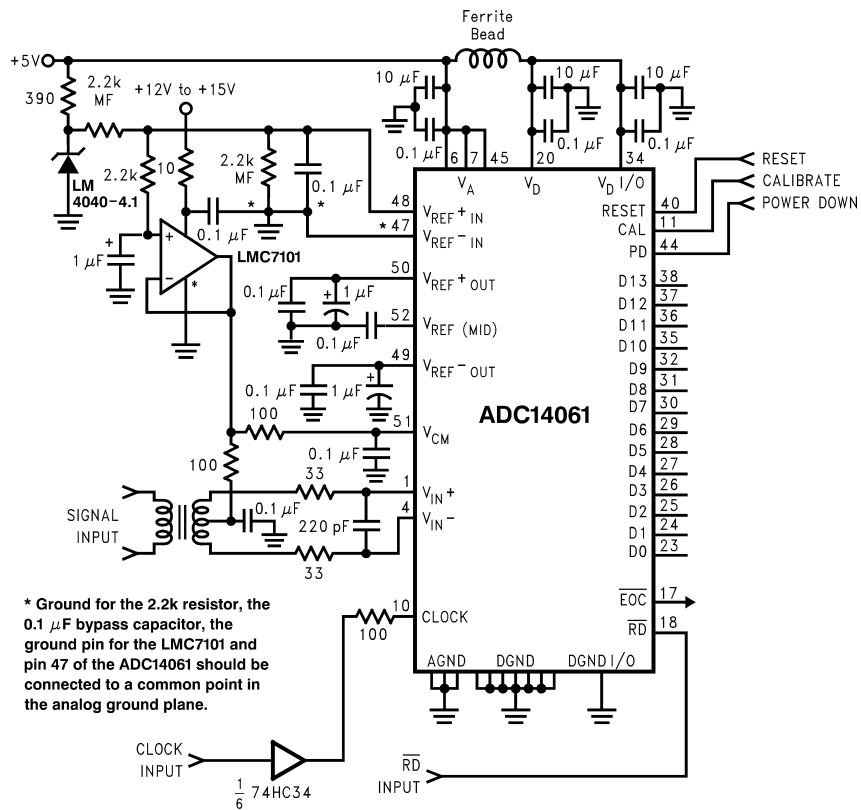 Ferrite
Bead
+5V
10 μF
10 μF
10 μF
390
2.2k
MF
+12V to +15V
0.1 μF
0.1 μF
0.1 μF
6 7 45 20 34
V_A V_D V_D I/O
LM
4040-4.1
2.2k
10
2.2k
MF
0.1 μF
0.1 μF
* *
RESET
CALIBRATE
POWER DOWN
48 V_REF+ IN
* 47 V_REF- IN
RESET 40
CAL 11
PD 44
+
-
*
LMC7101
+
1 μF
50 V_REF+ OUT
0.1 μF
+
1 μF
52 V_REF (MID)
0.1 μF
49 V_REF- OUT
0.1 μF
1 μF
+
D13 38
D12 37
D11 36
D10 35
D9 32
D8 31
D7 30
D6 29
D5 28
D4 27
D3 26
D2 25
D1 24
D0 23
ADC14061
100
51 V_CM
0.1 μF
100
33
1 V_IN+
4 V_IN-
SIGNAL
INPUT
0.1 μF
220 pF
33
* Ground for the 2.2k resistor, the
0.1 μF bypass capacitor, the
ground pin for the LMC7101 and
pin 47 of the ADC14061 should be
connected to a common point in
the analog ground plane.
10 CLOCK
100
EOC 17
RD 18
AGND DGND DGND I/O
CLOCK
INPUT
1/6 74HC34
RD
INPUT